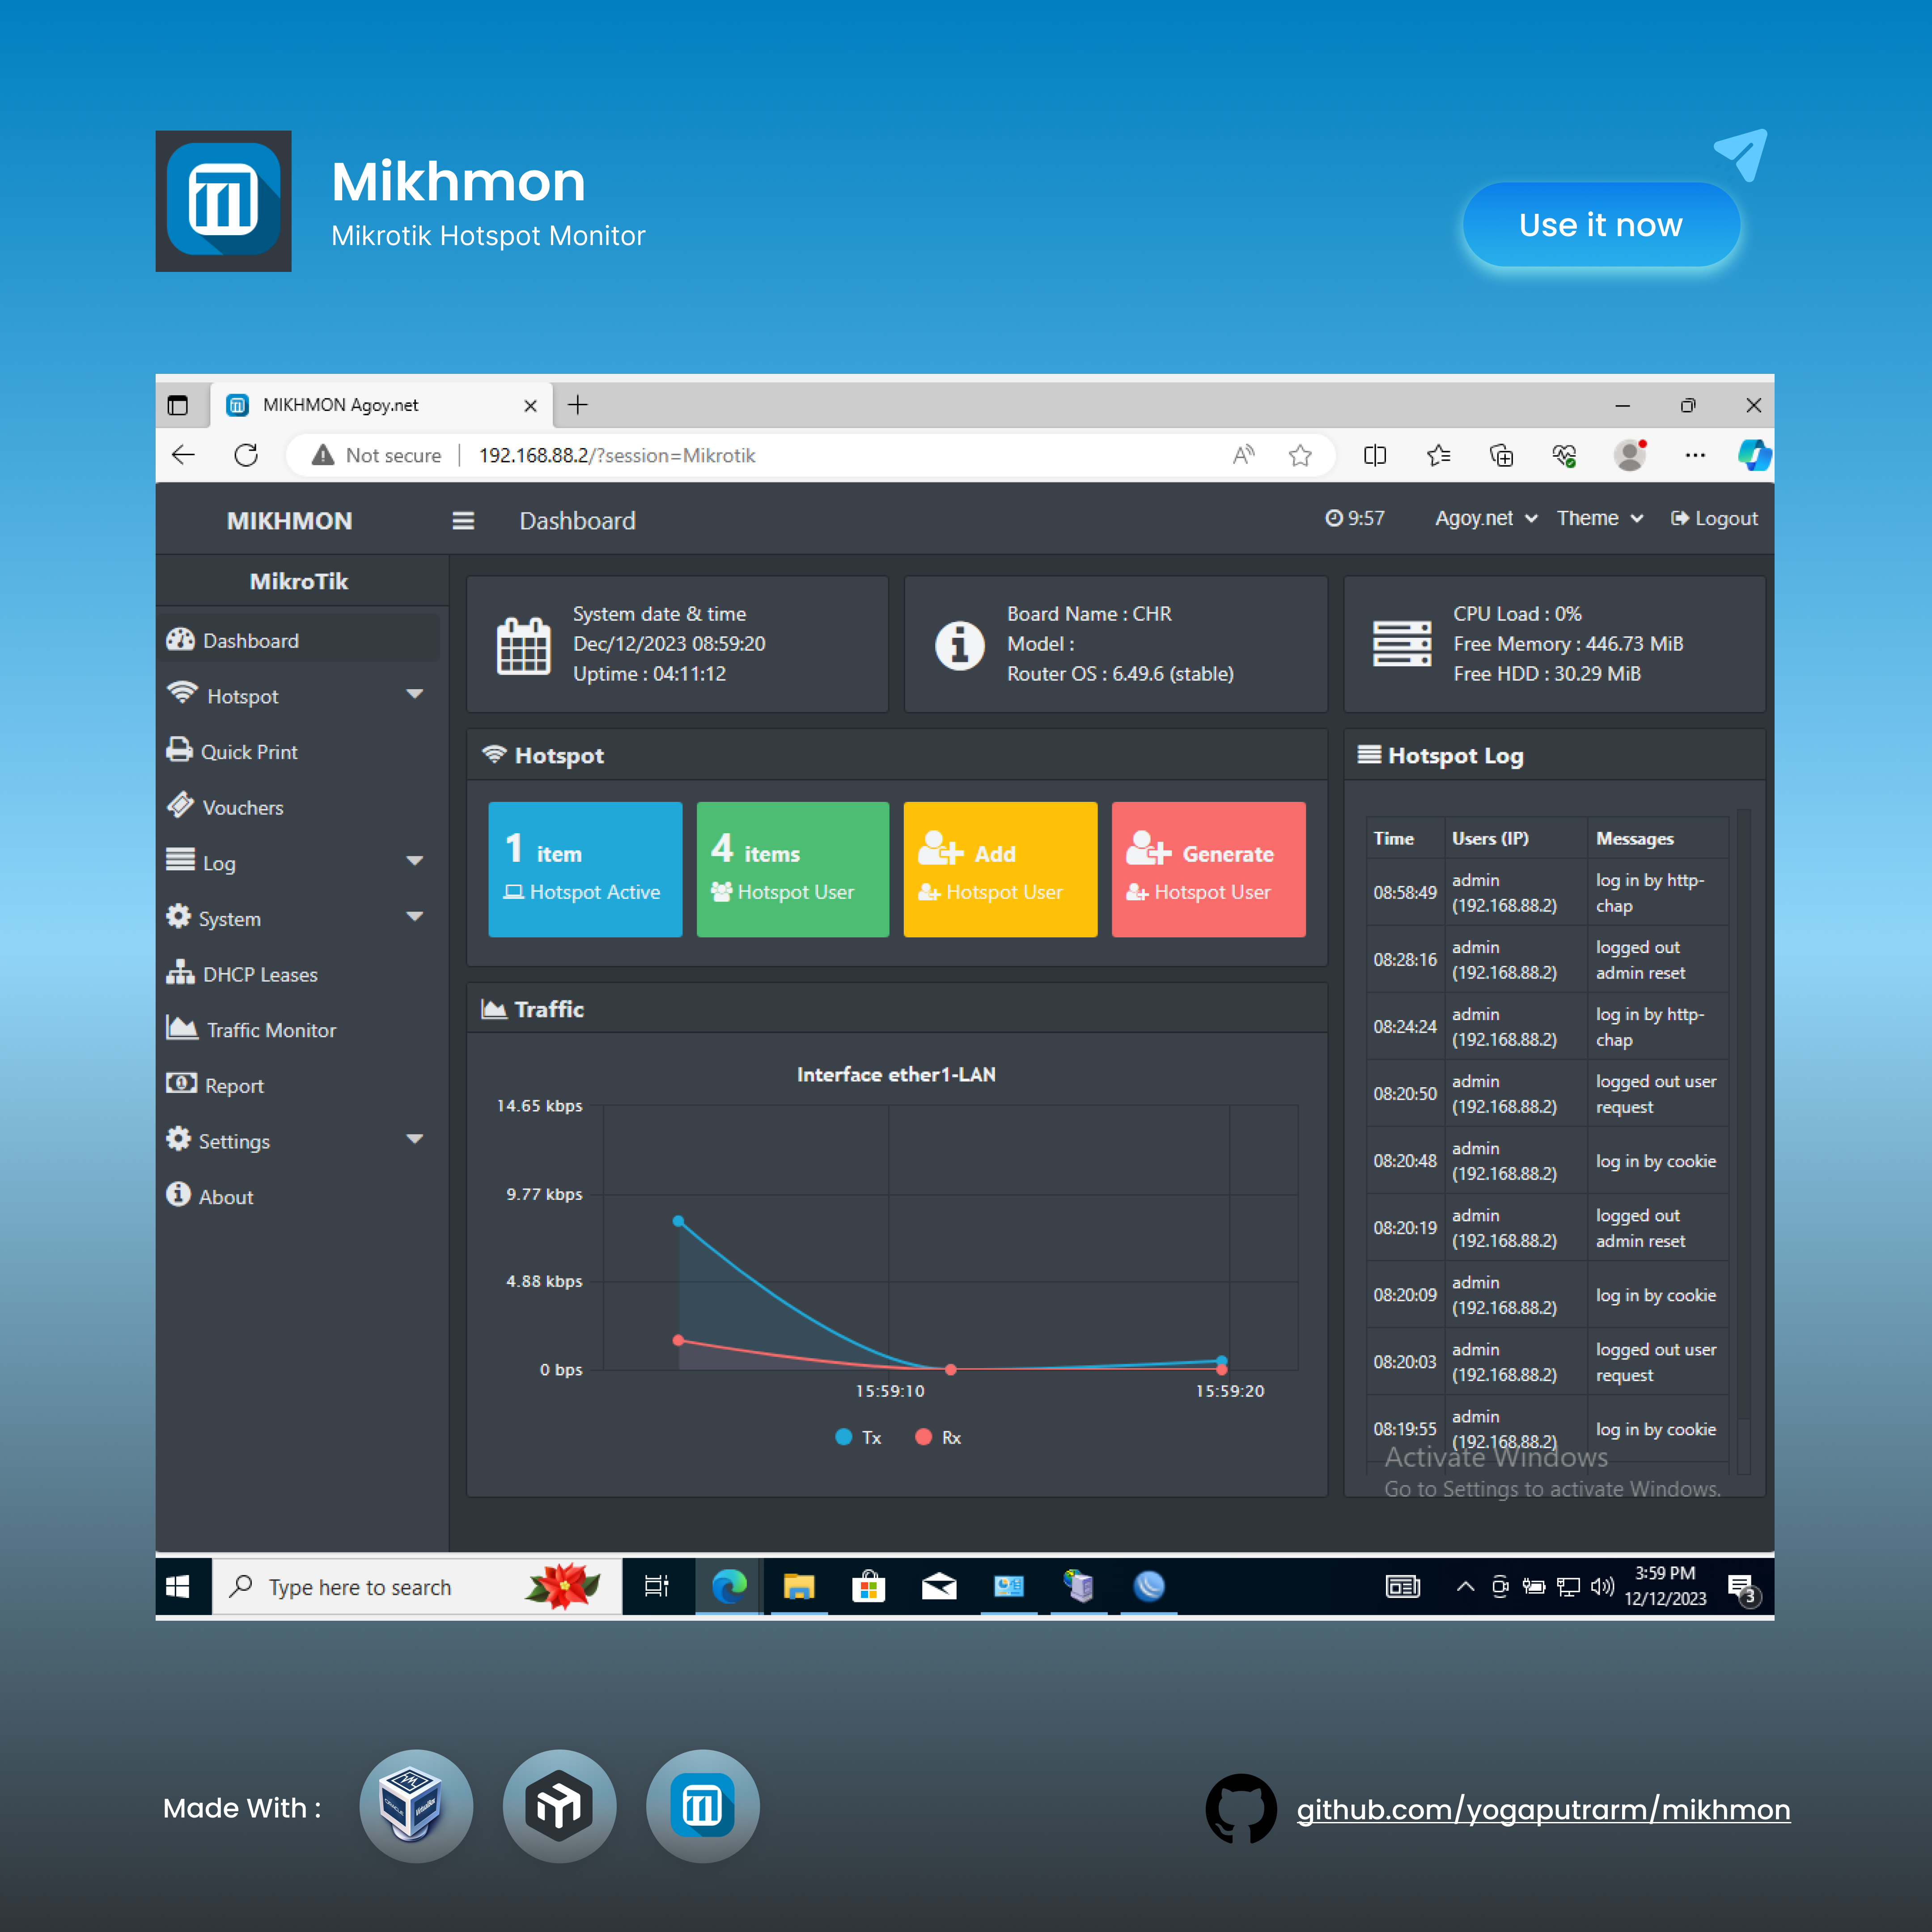 Mikhmon
Mikrotik Hotspot Monitor
Use it now
MIKHMON Agoy.net
Not secure
192.168.88.2/?session=Mikrotik
MIKHMON
Dashboard
9:57
Agoy.net
Theme
Logout
MikroTik
Dashboard
Hotspot
Quick Print
Vouchers
Log
System
DHCP Leases
Traffic Monitor
Report
Settings
About
System date & time
Dec/12/2023 08:59:20
Uptime : 04:11:12
Board Name : CHR
Model :
Router OS : 6.49.6 (stable)
CPU Load : 0%
Free Memory : 446.73 MiB
Free HDD : 30.29 MiB
Hotspot
1 item
Hotspot Active
4 items
Hotspot User
Add
Hotspot User
Generate
Hotspot User
Traffic
Interface ether1-LAN
14.65 kbps
9.77 kbps
4.88 kbps
0 bps
15:59:10
15:59:20
Tx
Rx
Hotspot Log
Time Users (IP) Messages
08:58:49 admin (192.168.88.2) log in by http-chap
08:28:16 admin (192.168.88.2) logged out admin reset
08:24:24 admin (192.168.88.2) log in by http-chap
08:20:50 admin (192.168.88.2) logged out user request
08:20:48 admin (192.168.88.2) log in by cookie
08:20:19 admin (192.168.88.2) logged out admin reset
08:20:09 admin (192.168.88.2) log in by cookie
08:20:03 admin (192.168.88.2) logged out user request
08:19:55 admin (192.168.88.2) log in by cookie
Activate Windows
Go to Settings to activate Windows.
Type here to search
3:59 PM
12/12/2023
3
Made With :
github.com/yogaputrarm/mikhmon